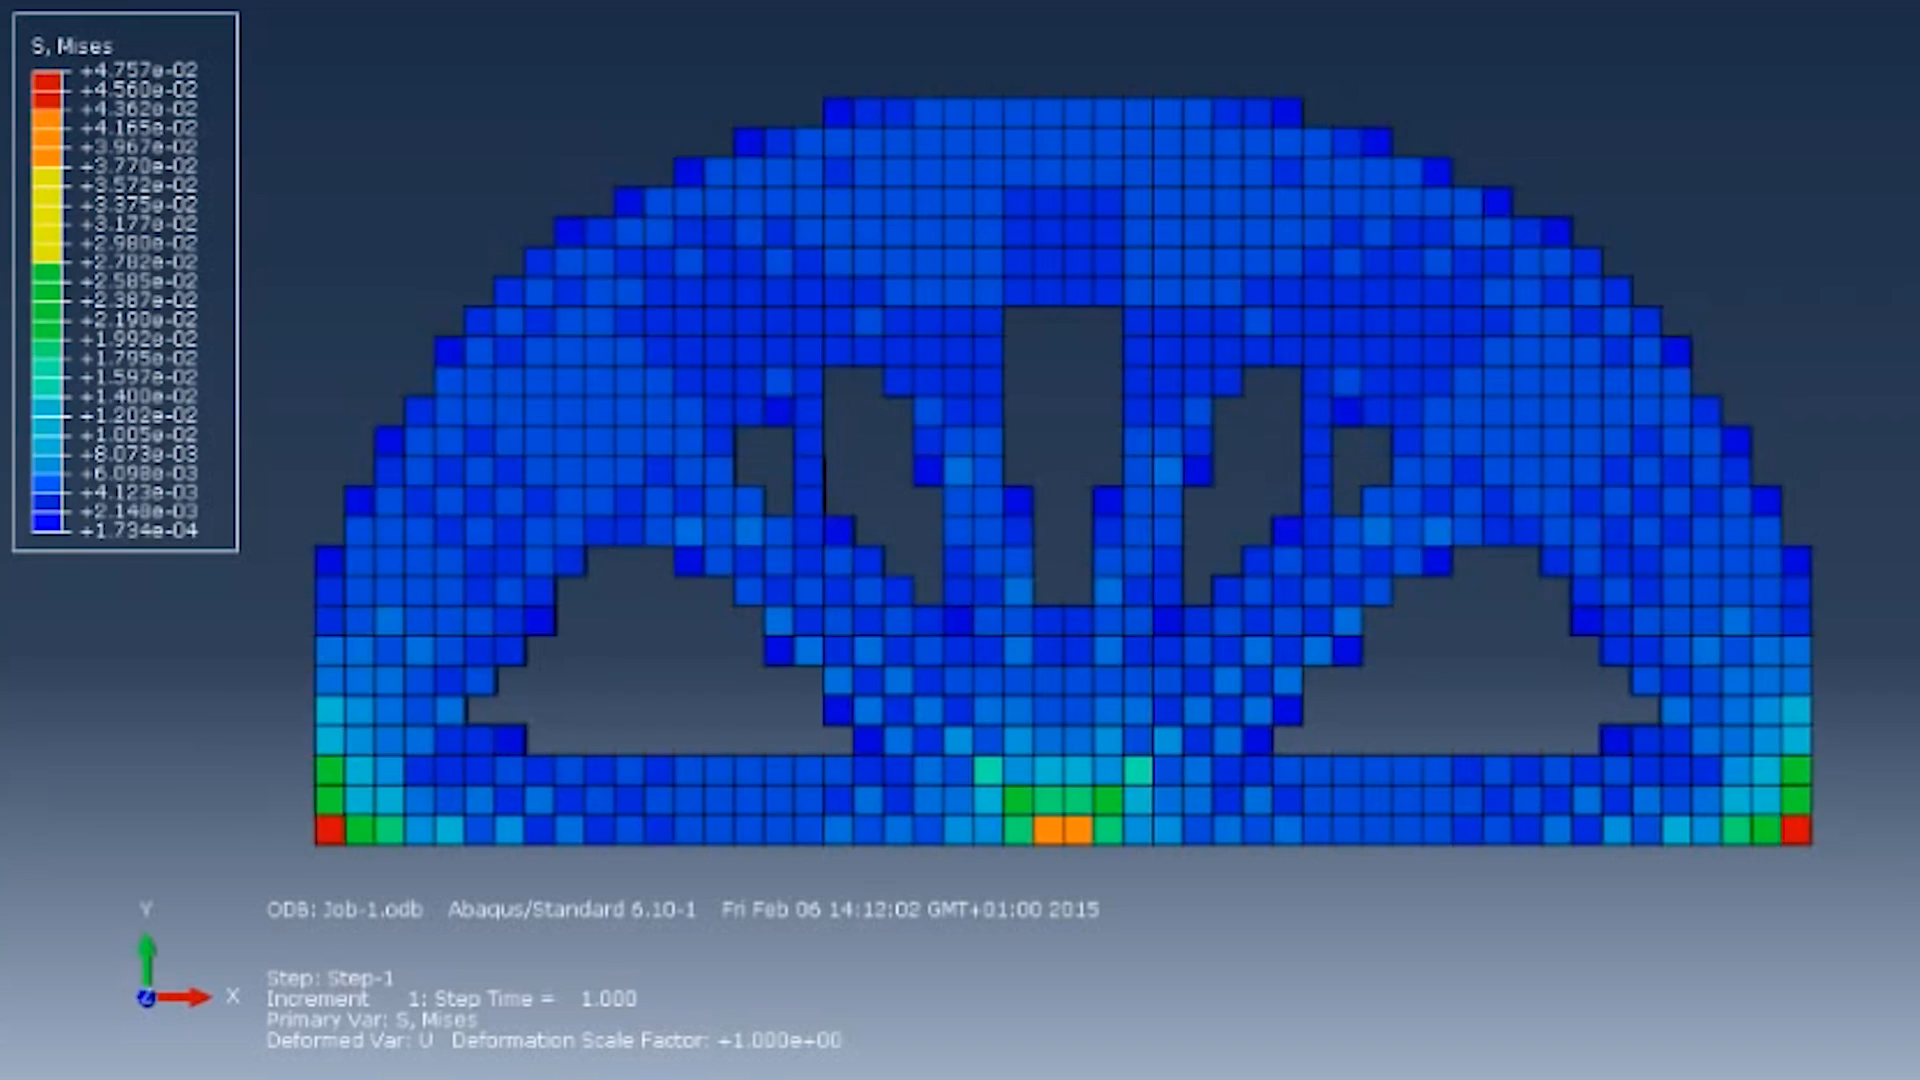 S, Mises
+4.757e-02
+4.560e-02
+4.362e-02
+4.165e-02
+3.967e-02
+3.770e-02
+3.572e-02
+3.375e-02
+3.177e-02
+2.980e-02
+2.782e-02
+2.585e-02
+2.387e-02
+2.190e-02
+1.992e-02
+1.795e-02
+1.597e-02
+1.400e-02
+1.202e-02
+1.005e-02
+8.073e-03
+6.098e-03
+4.123e-03
+2.148e-03
+1.734e-04
Y
Z
X
ODB: Job-1.odb Abaqus/Standard 6.10-1 Fri Feb 06 14:12:02 GMT+01:00 2015
Step: Step-1
Increment 1: Step Time = 1.000
Primary Var: S, Mises
Deformed Var: U Deformation Scale Factor: +1.000e+00